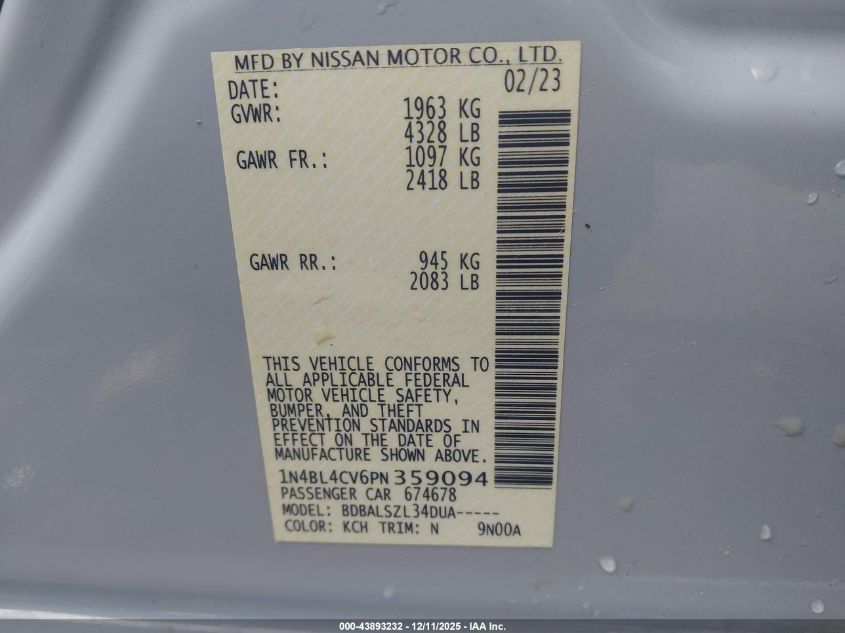 MFD BY NISSAN MOTOR CO., LTD.
DATE: 02/23
GVWR: 1963 KG
4328 LB
GAWR FR.: 1097 KG
2418 LB
GAWR RR.: 945 KG
2083 LB
THIS VEHICLE CONFORMS TO
ALL APPLICABLE FEDERAL
MOTOR VEHICLE SAFETY,
BUMPER, AND THEFT
PREVENTION STANDARDS IN
EFFECT ON THE DATE OF
MANUFACTURE SHOWN ABOVE.
1N4BL4CV6PN359094
PASSENGER CAR 674678
MODEL: BDBALSZL34DUA-----
COLOR: KCH TRIM: N 9N00A
000-43893232 - 12/11/2025 - IAA Inc.